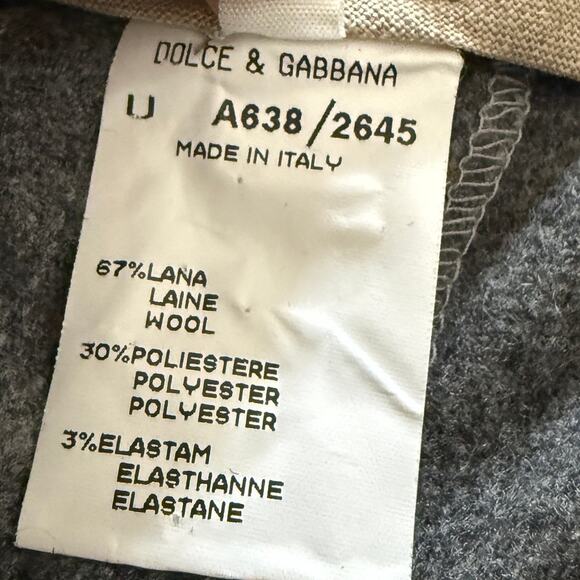 DOLCE & GABBANA
U A638/2645
MADE IN ITALY
67%LANA
LAINE
WOOL
30%POLIESTERE
POLYESTER
POLYESTER
3%ELASTAM
ELASTHANNE
ELASTANE